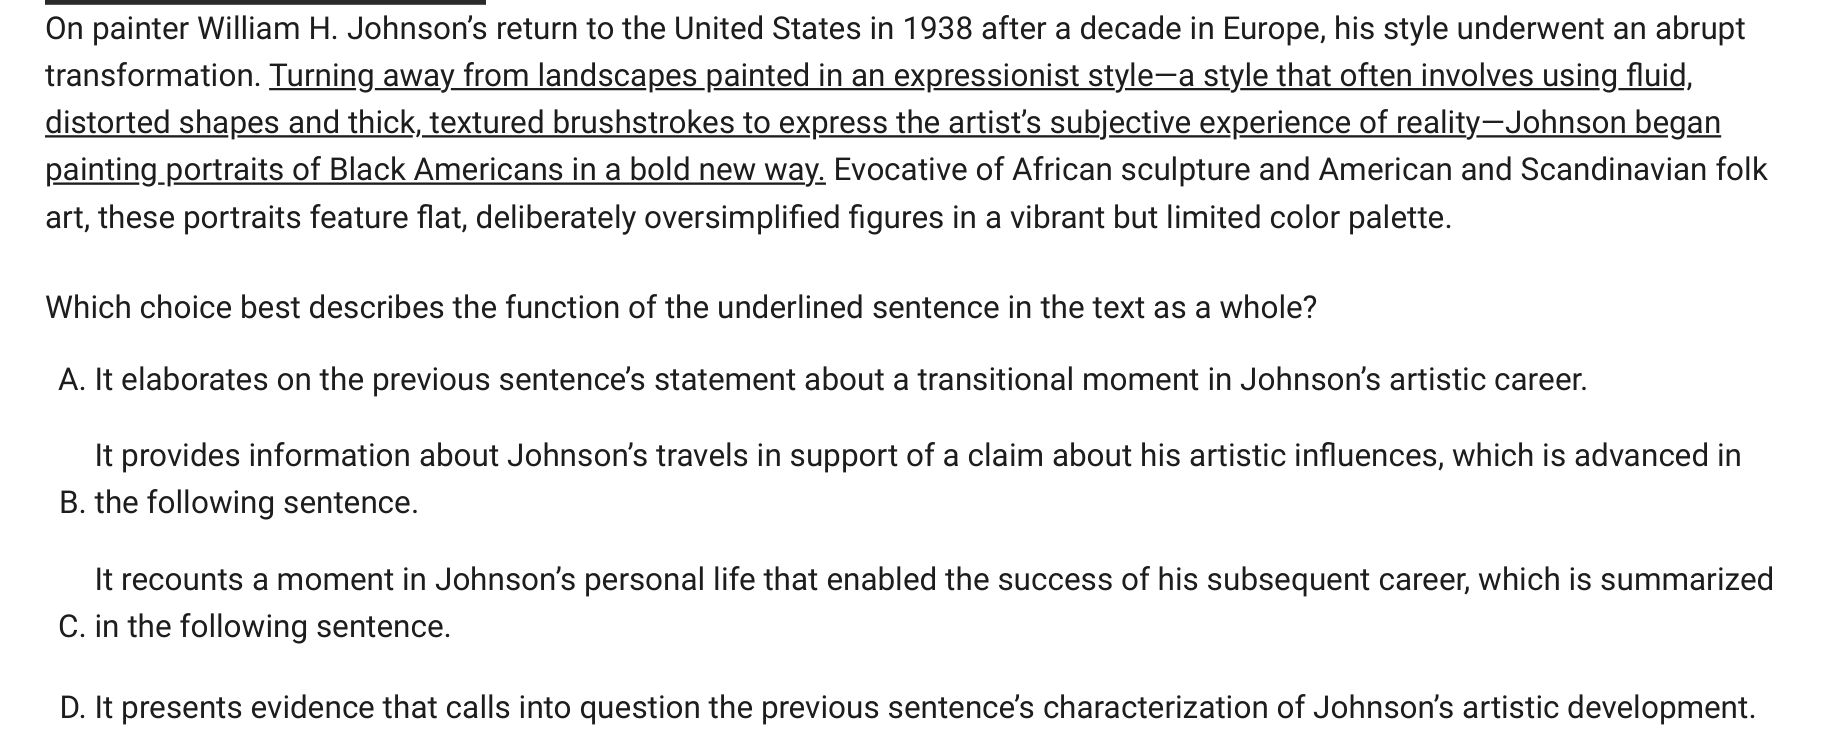 On painter William H. Johnson’s return to the United States in 1938 after a decade in Europe, his style underwent an abrupt
transformation. Turning away from landscapes painted in an expressionist style—a style that often involves using fluid,
distorted shapes and thick, textured brushstrokes to express the artist’s subjective experience of reality—Johnson began
painting portraits of Black Americans in a bold new way. Evocative of African sculpture and American and Scandinavian folk
art, these portraits feature flat, deliberately oversimplified figures in a vibrant but limited color palette.
Which choice best describes the function of the underlined sentence in the text as a whole?
A. It elaborates on the previous sentence’s statement about a transitional moment in Johnson’s artistic career.
It provides information about Johnson’s travels in support of a claim about his artistic influences, which is advanced in
B. the following sentence.
It recounts a moment in Johnson’s personal life that enabled the success of his subsequent career, which is summarized
C. in the following sentence.
D. It presents evidence that calls into question the previous sentence’s characterization of Johnson’s artistic development.